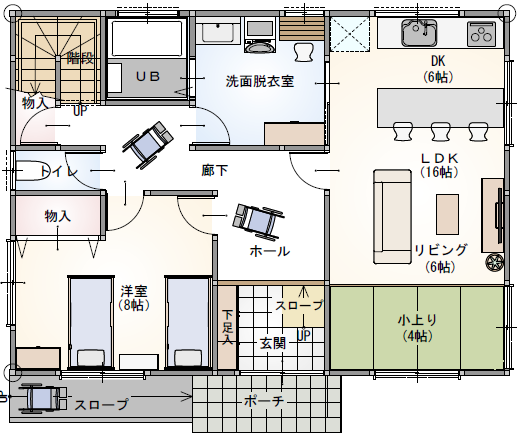 階段
UB
洗面脱衣室
DK
(6帖)
物入
UP
トイレ
廊下
LDK
(16帖)
物入
ホール
リビング
(6帖)
洋室
(8帖)
下足入
スロープ
UP
玄関
小上り
(4帖)
UP
スロープ
ポーチ